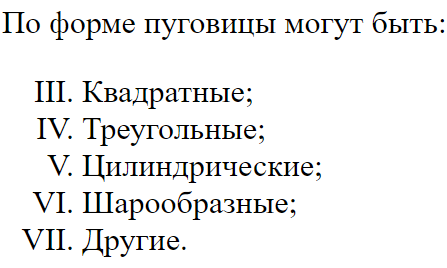 По форме пуговицы могут быть:
III. Квадратные;
IV. Треугольные;
V. Цилиндрические;
VI. Шарообразные;
VII. Другие.